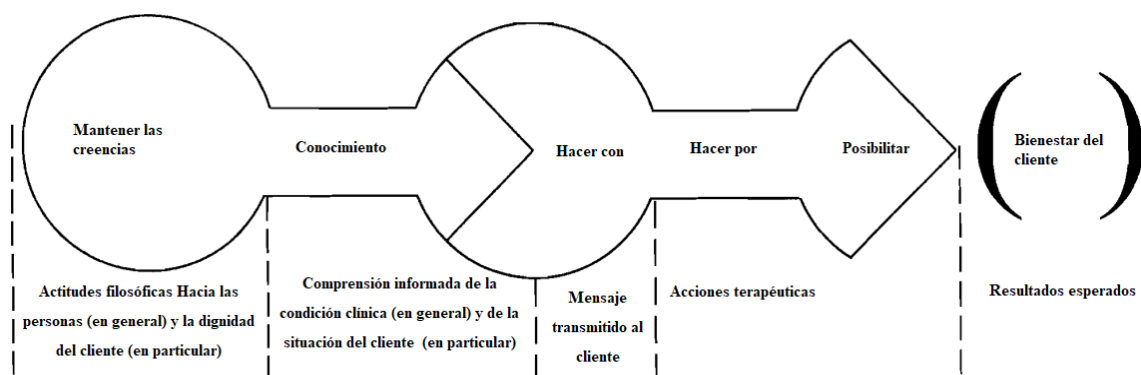 Mantener las
creencias
Conocimiento
Hacer con
Hacer por
Posibilitar
Bienestar del
cliente
Actitudes filosóficas Hacia las
personas (en general) y la dignidad
del cliente (en particular)
Comprensión informada de la
condición clínica (en general) y de la
situación del cliente (en particular)
Mensaje
transmitido al
cliente
Acciones terapéuticas
Resultados esperados